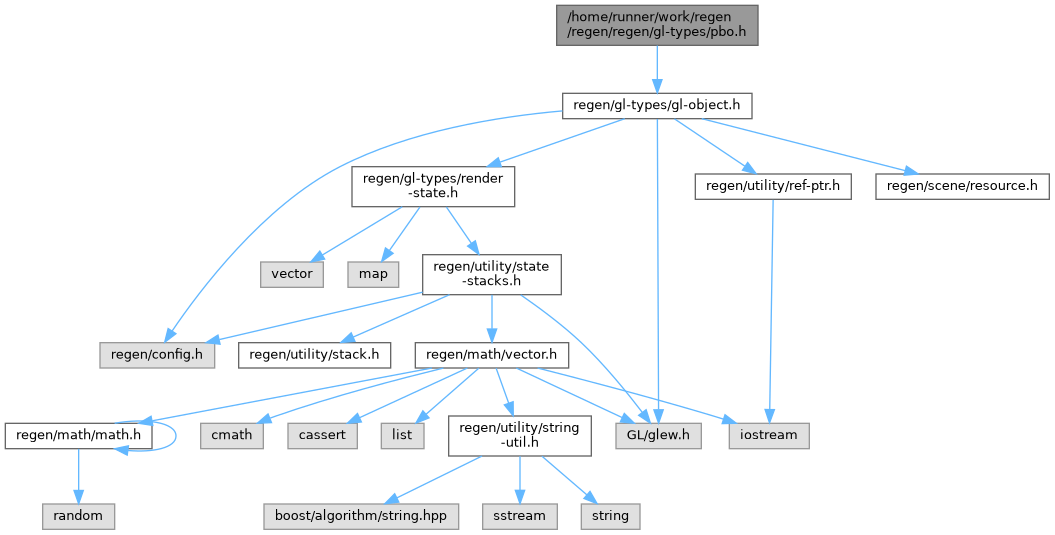 /home/runner/work/regen
/regen/regen/gl-types/pbo.h
regen/gl-types/gl-object.h
regen/gl-types/render
-state.h
regen/utility/ref-ptr.h
regen/scene/resource.h
vector
map
regen/utility/state
-stacks.h
regen/config.h
regen/utility/stack.h
regen/math/vector.h
regen/math/math.h
cmath
cassert
list
regen/utility/string
-util.h
GL/glew.h
iostream
random
boost/algorithm/string.hpp
sstream
string